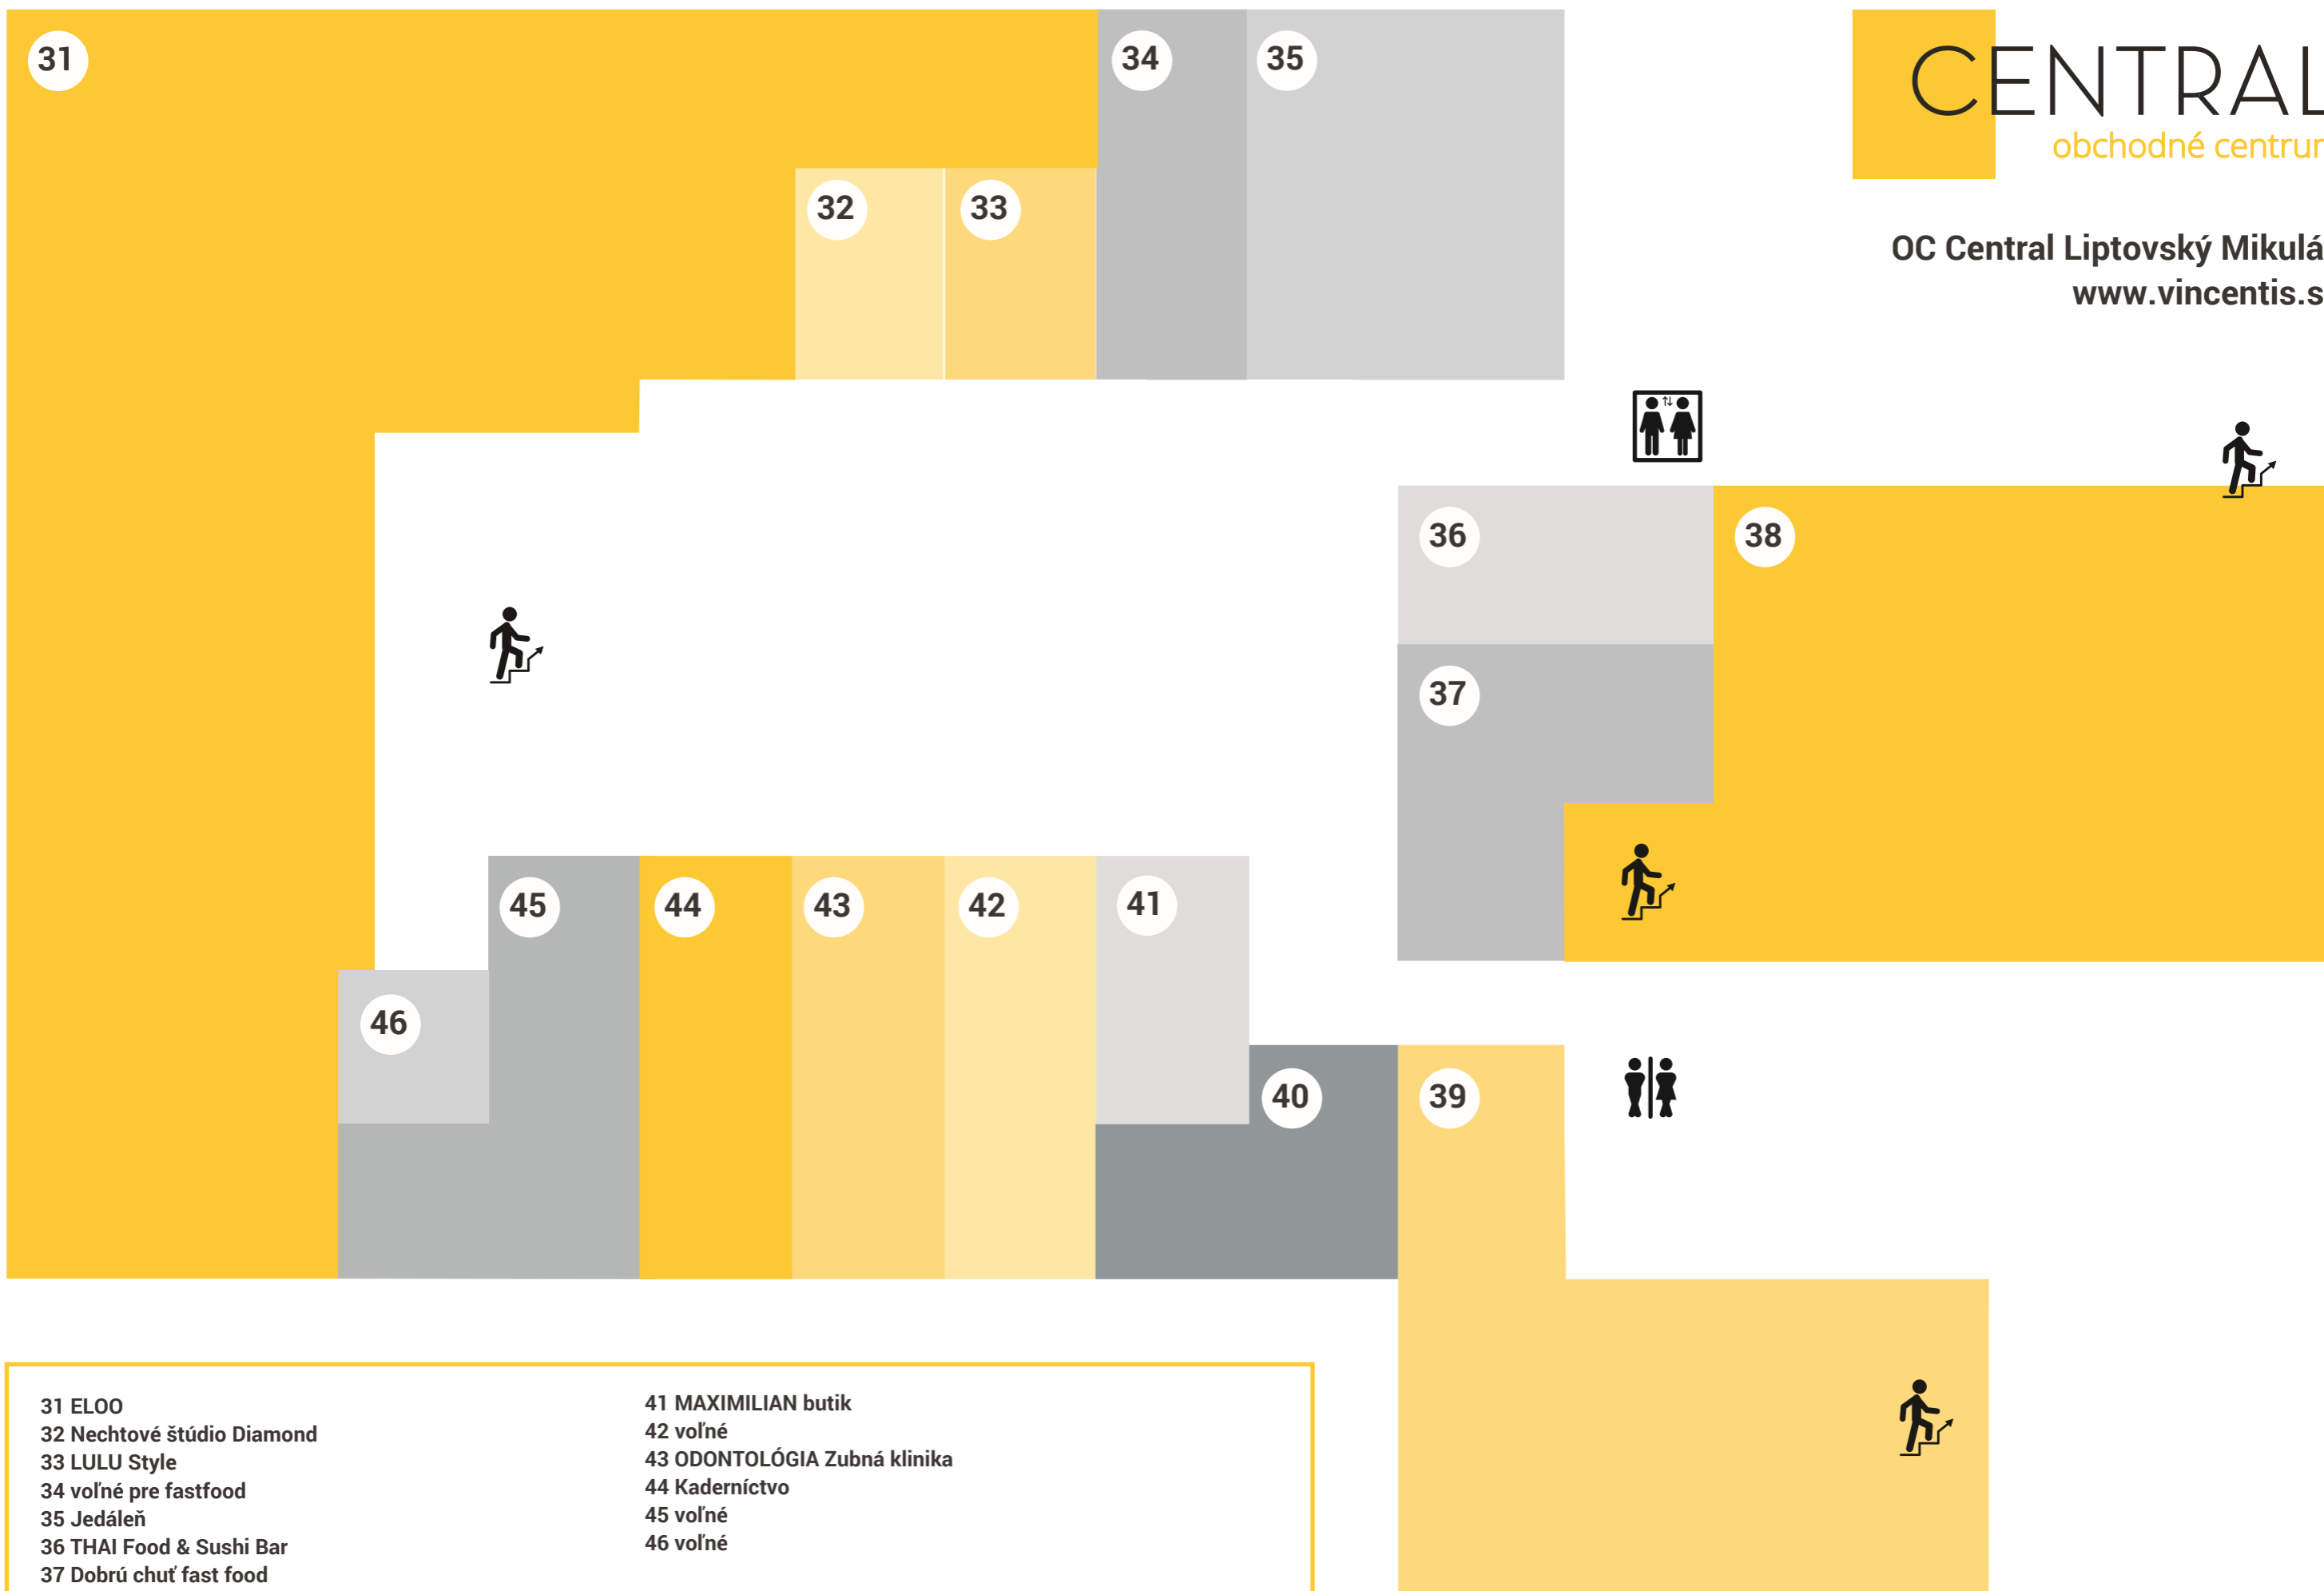 31
34
35
CENTRAL
obchodné centrum
32
33
OC Central Liptovský Mikulá
www.vincentis.s
36
38
37
45
44
43
42
41
46
40
39
31 ELOO
32 Nechtové štúdio Diamond
33 LULU Style
34 voľné pre fastfood
35 Jedáleň
36 THAI Food & Sushi Bar
37 Dobrú chuť fast food
41 MAXIMILIAN butik
42 voľné
43 ODONTOLÓGIA Zubná klinika
44 Kaderníctvo
45 voľné
46 voľné